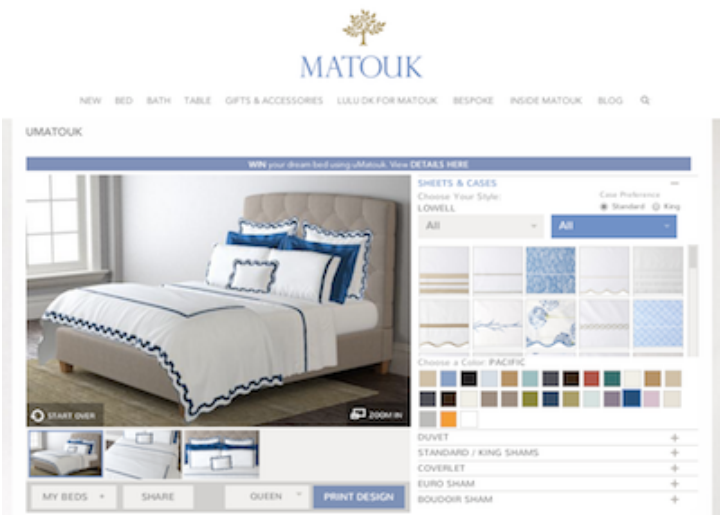 MATOUK
NEW BED BATH TABLE GIFTS & ACCESSORIES LULU DK FOR MATOUK BESPOKE INSIDE MATOUK BLOG
UMATOUK
WIN your dream bed using uMatouk. View DETAILS HERE
SHEETS & CASES
Choose Your Style:
LOWELL
Case Preference
Standard King
All
All
Choose a Color: PACIFIC
START OVER
ZOOM IN
DUVET
STANDARD / KING SHAMS
COVERLET
EURO SHAM
BOUDOIR SHAM
MY BEDS
SHARE
QUEEN
PRINT DESIGN